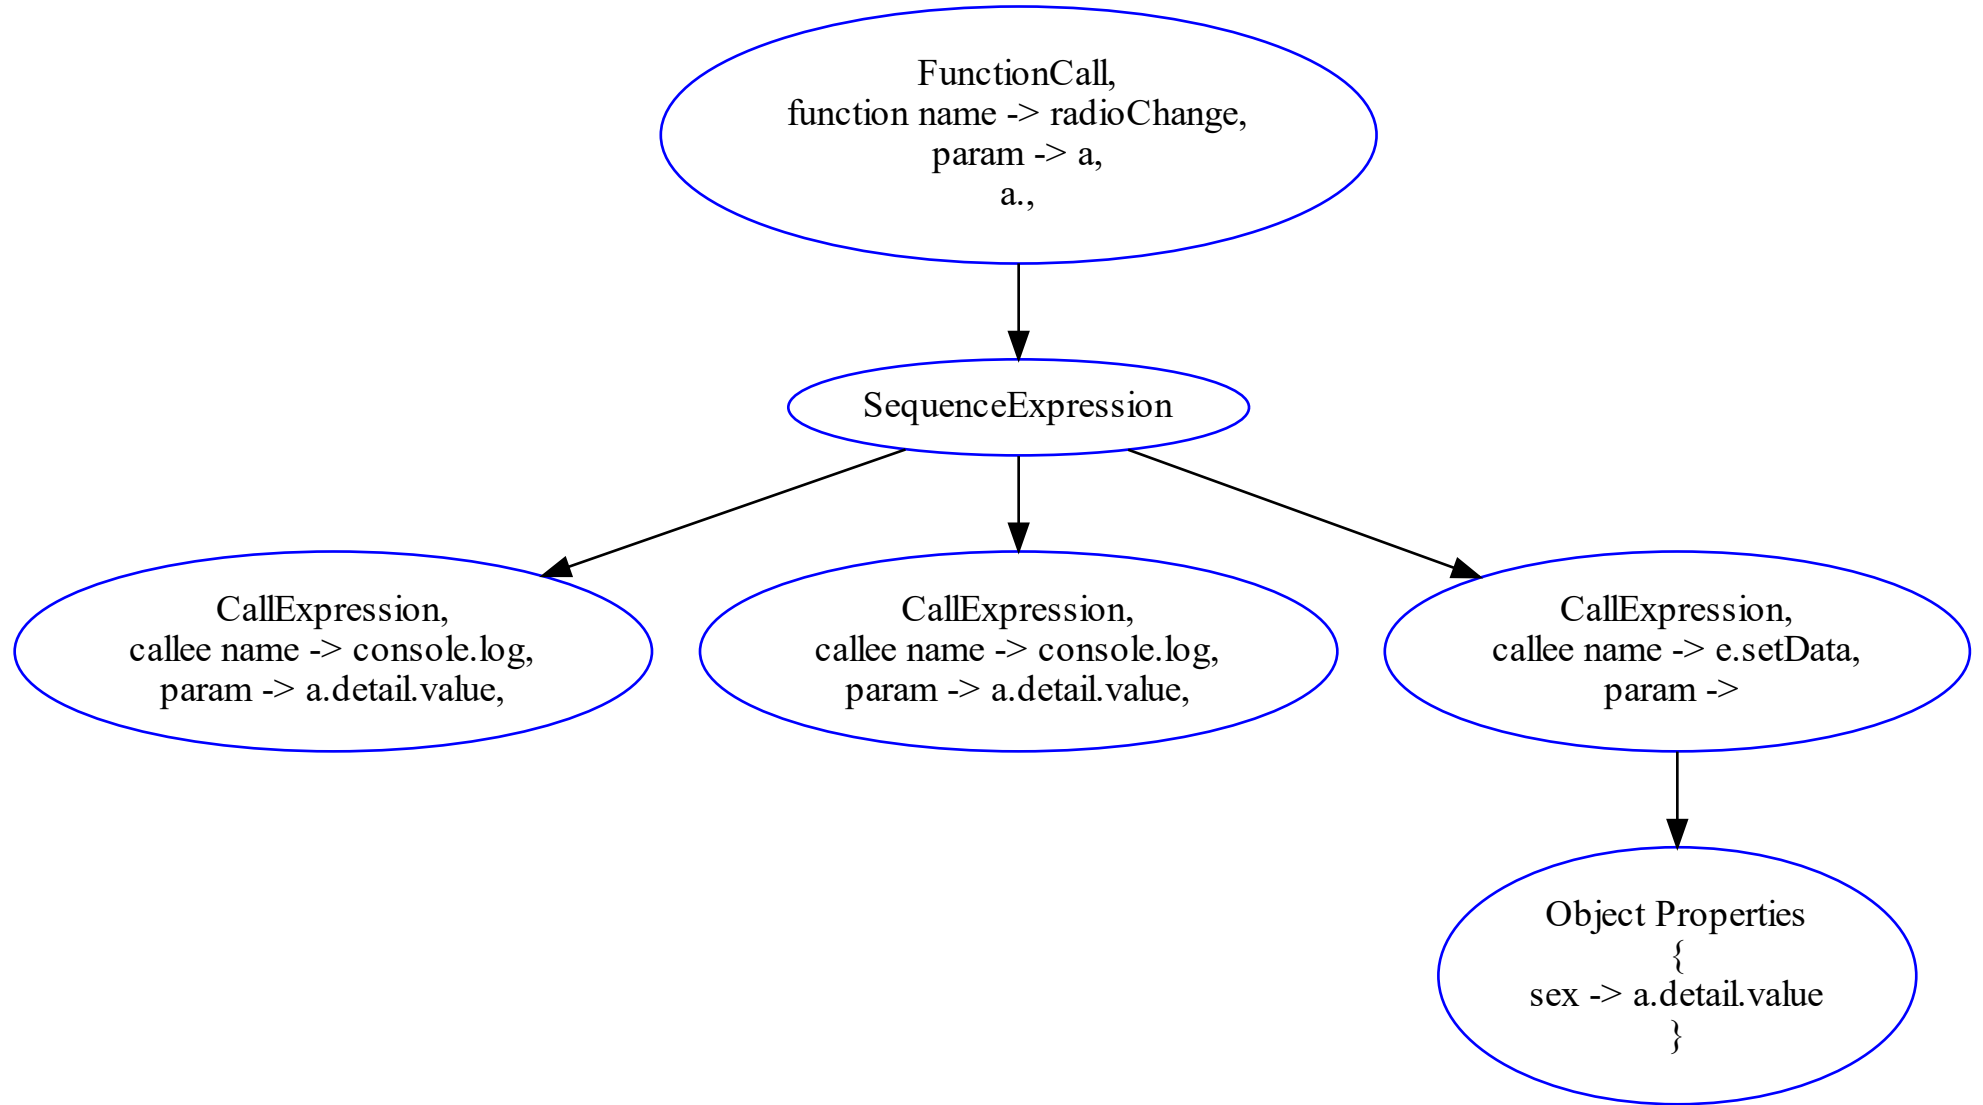 FunctionCall,
function name -> radioChange,
param -> a,
a.,
SequenceExpression
CallExpression,
callee name -> console.log,
param -> a.detail.value,
CallExpression,
callee name -> console.log,
param -> a.detail.value,
CallExpression,
callee name -> e.setData,
param ->
Object Properties
{
sex -> a.detail.value
}